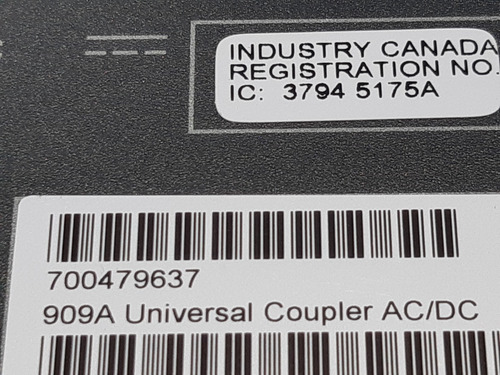 INDUSTRY CANADA
REGISTRATION NO.
IC: 3794 5175A
700479637
909A Universal Coupler AC/DC